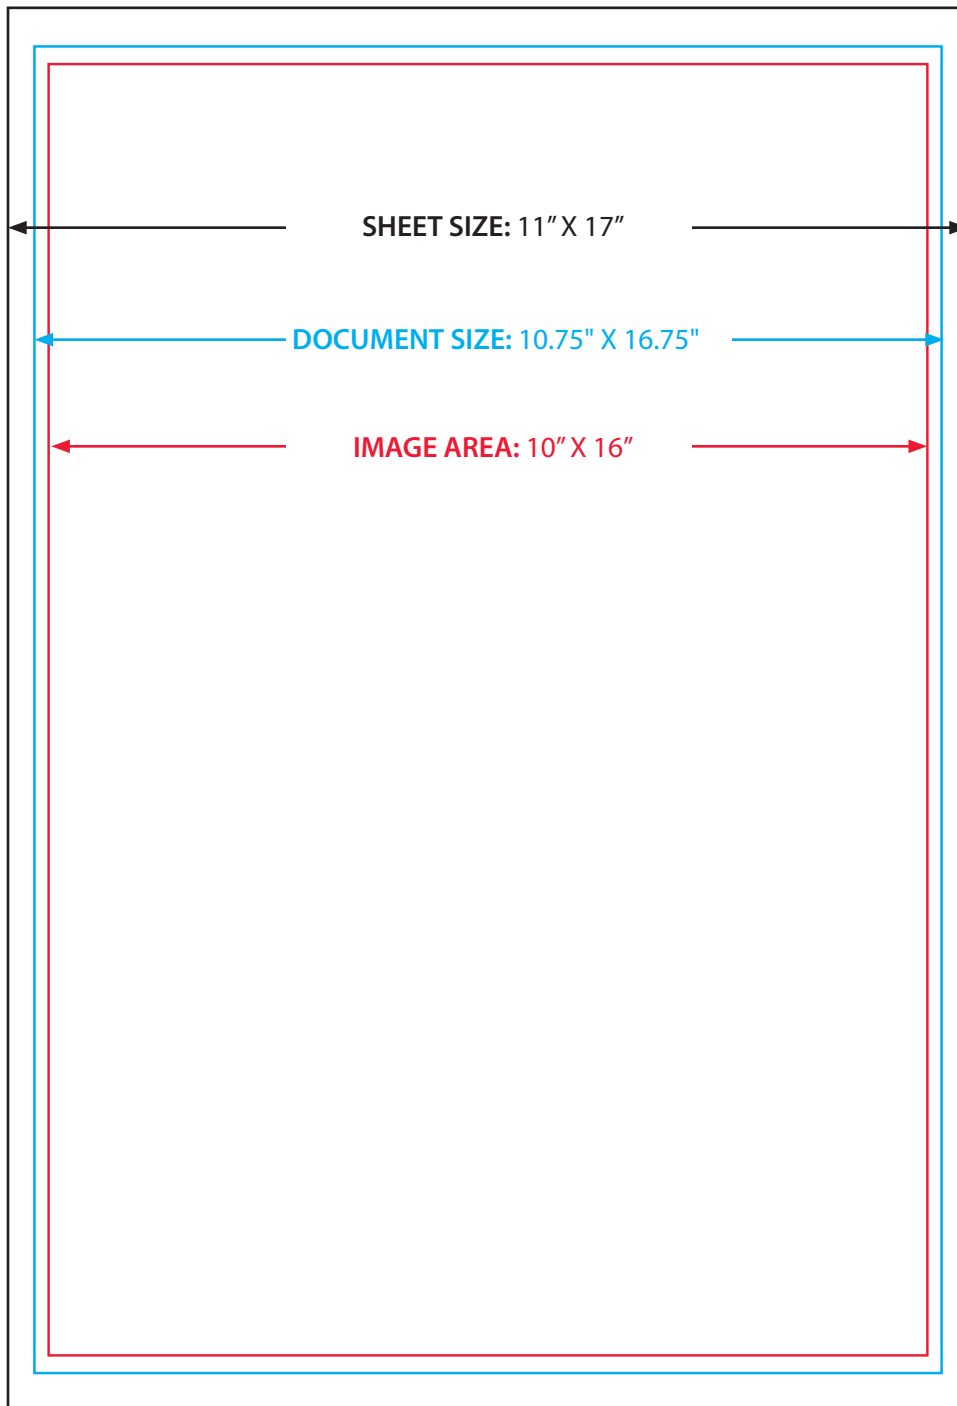 SHEET SIZE: 11” X 17”
DOCUMENT SIZE: 10.75" X 16.75"
IMAGE AREA: 10” X 16”